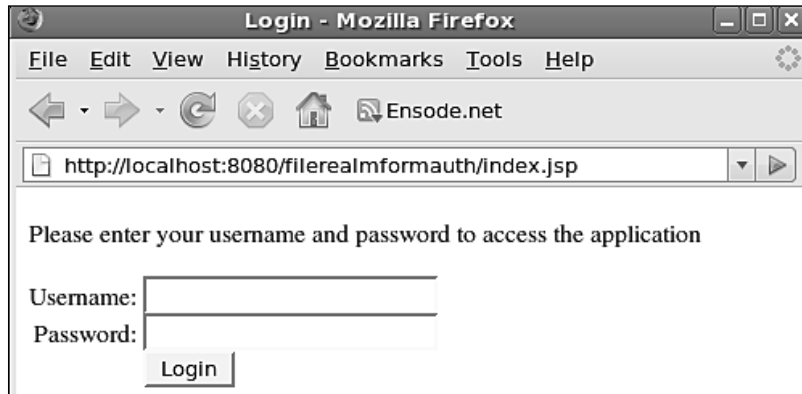 Login - Mozilla Firefox
File Edit View History Bookmarks Tools Help
Ensode.net
http://localhost:8080/filerealmformauth/index.jsp
Please enter your username and password to access the application
Username:
Password:
Login